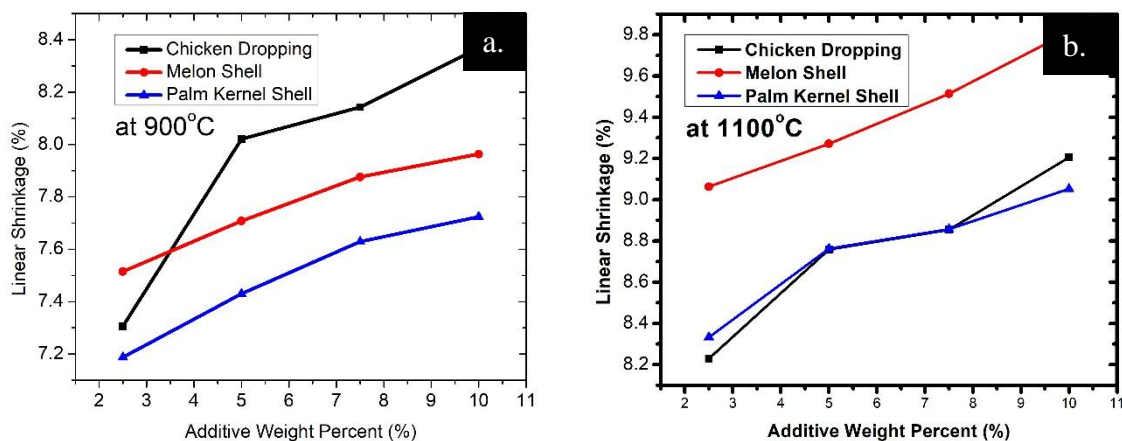 a.
8.4
8.2
8.0
7.8
7.6
7.4
7.2
Linear Shrinkage (%)
Chicken Dropping
Melon Shell
Palm Kernel Shell
at 900°C
2 3 4 5 6 7 8 9 10 11
Additive Weight Percent (%)
b.
9.8
9.6
9.2
9.0
8.8
8.4
8.2
Linear Shrinkage (%)
Chicken Dropping
Melon Shell
Palm Kernel Shell
at 1100°C
2 3 4 5 6 7 8 9 10 11
Additive Weight Percent (%)